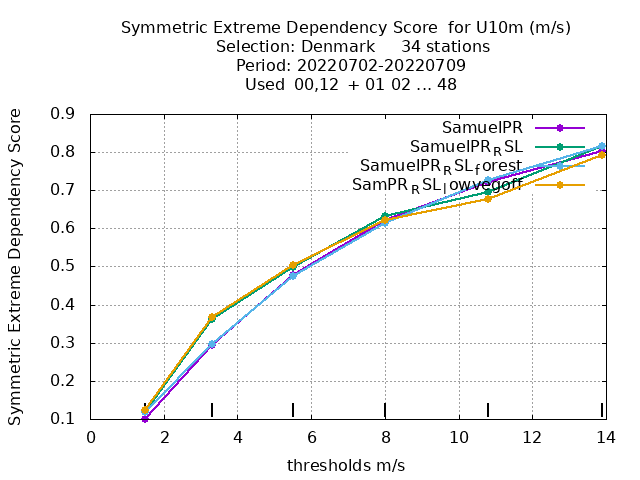 Symmetric Extreme Dependency Score for U10m (m/s)
Selection: Denmark 34 stations
Period: 20220702-20220709
Used 00,12 + 01 02 ... 48
Symmetric Extreme Dependency Score
0.9
0.8
0.7
0.6
0.5
0.4
0.3
0.2
0.1
SamuelPR
SamuelPR_RSL
SamuelPR_RSL_forest
SamPR_RSL_lowvegoff
0 2 4 6 8 10 12 14
thresholds m/s